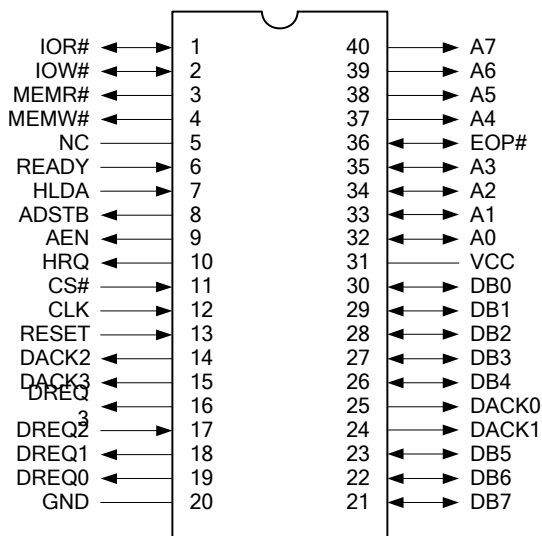 IOR# 1 40 A7
IOW# 2 39 A6
MEMR# 3 38 A5
MEMW# 4 37 A4
NC 5 36 EOP#
READY 6 35 A3
HLDA 7 34 A2
ADSTB 8 33 A1
AEN 9 32 A0
HRQ 10 31 VCC
CS# 11 30 DB0
CLK 12 29 DB1
RESET 13 28 DB2
DACK2 14 27 DB3
DACK3 15 26 DB4
DREQ
3 16 25 DACK0
DREQ2 17 24 DACK1
DREQ1 18 23 DB5
DREQ0 19 22 DB6
GND 20 21 DB7